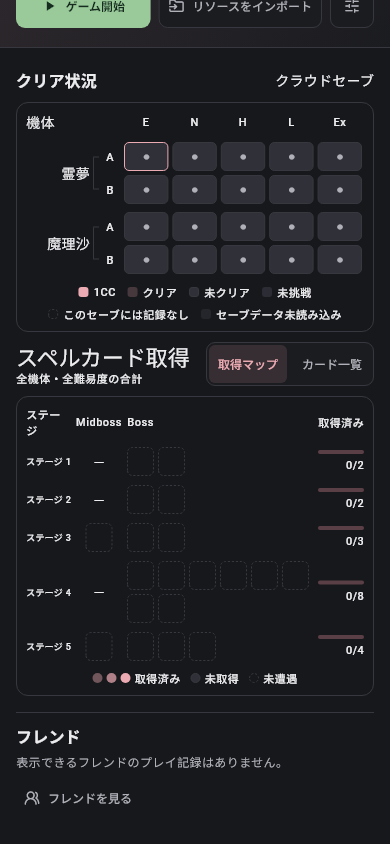 ゲーム開始 リソースをインポート
クリア状況 クラウドセーブ
機体 E N H L Ex
霊夢 A
B
魔理沙 A
B
1CC クリア 未クリア 未挑戦
このセーブには記録なし セーブデータ未読み込み
スペルカード取得
全機体・全難易度の合計
取得マップ カード一覧
ステージ Midboss Boss 取得済み
ステージ 1 — 0/2
ステージ 2 — 0/2
ステージ 3 0/3
ステージ 4 — 0/8
ステージ 5 0/4
取得済み 未取得 未遭遇
フレンド
表示できるフレンドのプレイ記録はありません。
フレンドを見る